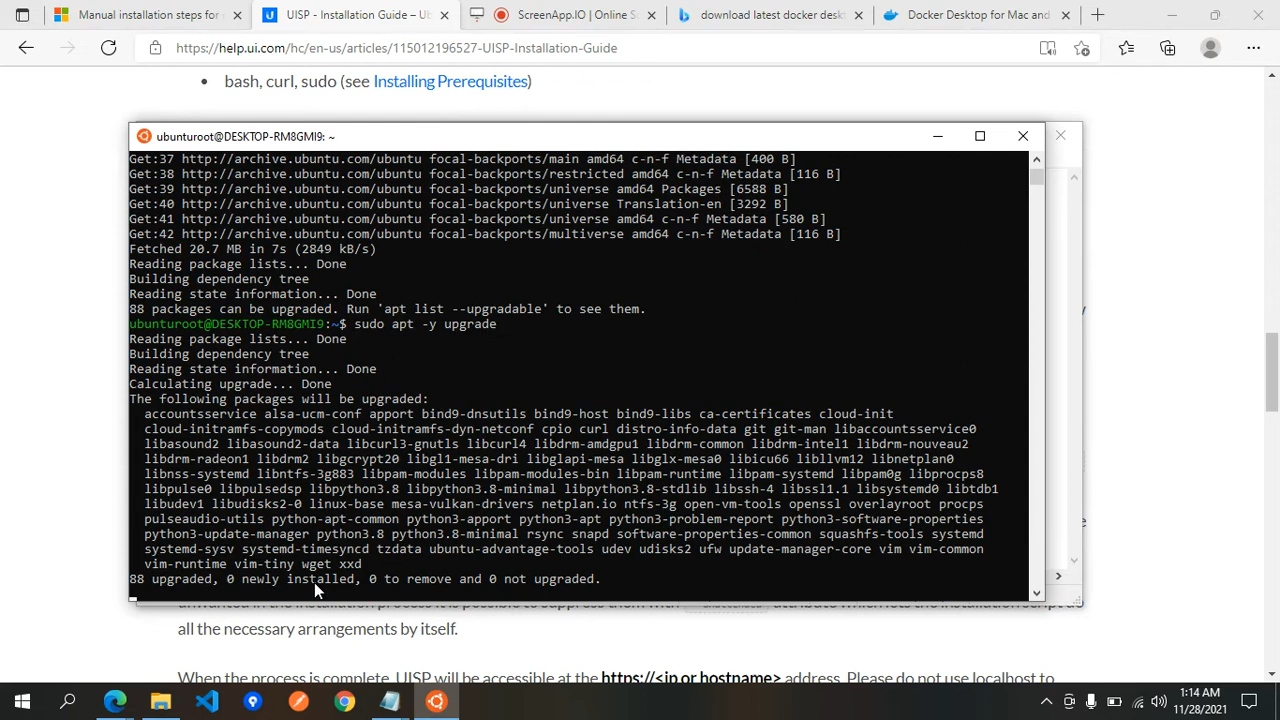 Manual installation steps for
UISP - Installation Guide – Ub
ScreenApp.IO | Online S
download latest docker desk
Docker Desktop for Mac and
https://help.ui.com/hc/en-us/articles/115012196527-UISP-Installation-Guide
• bash, curl, sudo (see Installing Prerequisites)
ubunturoot@DESKTOP-RM8GMI9: ~
Get:37 http://archive.ubuntu.com/ubuntu focal-backports/main amd64 c-n-f Metadata [400 B]
Get:38 http://archive.ubuntu.com/ubuntu focal-backports/restricted amd64 c-n-f Metadata [116 B]
Get:39 http://archive.ubuntu.com/ubuntu focal-backports/universe amd64 Packages [6588 B]
Get:40 http://archive.ubuntu.com/ubuntu focal-backports/universe Translation-en [3292 B]
Get:41 http://archive.ubuntu.com/ubuntu focal-backports/universe amd64 c-n-f Metadata [580 B]
Get:42 http://archive.ubuntu.com/ubuntu focal-backports/multiverse amd64 c-n-f Metadata [116 B]
Fetched 20.7 MB in 7s (2849 kB/s)
Reading package lists... Done
Building dependency tree
Reading state information... Done
88 packages can be upgraded. Run 'apt list --upgradable' to see them.
ubunturoot@DESKTOP-RM8GMI9:~$ sudo apt -y upgrade
Reading package lists... Done
Building dependency tree
Reading state information... Done
Calculating upgrade... Done
The following packages will be upgraded:
accountsservice alsa-ucm-conf apport bind9-dnsutils bind9-host bind9-libs ca-certificates cloud-init
cloud-initramfs-copymods cloud-initramfs-dyn-netconf cpio curl distro-info-data git git-man libaccountsservice0
libasound2 libasound2-data libcurl3-gnutls libcurl4 libdrm-amdgpu1 libdrm-common libdrm-intel1 libdrm-nouveau2
libdrm-radeon1 libdrm2 libgcrypt20 libgl1-mesa-dri libglapi-mesa libglx-mesa0 libicu66 libllvm12 libnetplan0
libnss-systemd libntfs-3g883 libpam-modules libpam-modules-bin libpam-runtime libpam-systemd libpam0g libprocps8
libpulse0 libpulsedsp libpython3.8 libpython3.8-minimal libpython3.8-stdlib libssh-4 libssl1.1 libsystemd0 libtdb1
libudev1 libudisks2-0 linux-base mesa-vulkan-drivers netplan.io ntfs-3g open-vm-tools openssl overlayroot procps
pulseaudio-utils python-apt-common python3-apport python3-apt python3-problem-report python3-software-properties
python3-update-manager python3.8 python3.8-minimal rsync snapd software-properties-common squashfs-tools systemd
systemd-sysv systemd-timesyncd tzdata ubuntu-advantage-tools udev udisks2 ufw update-manager-core vim vim-common
vim-runtime vim-tiny wget xxd
88 upgraded, 0 newly installed, 0 to remove and 0 not upgraded.
all the necessary arrangements by itself.
When the process is complete, UISP will be accessible at the https://<ip or hostname> address. Please do not use localhost to
1:14 AM
11/28/2021